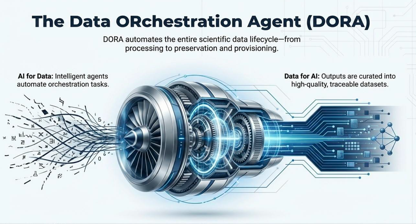 The Data ORchestration Agent (DORA)
DORA automates the entire scientific data lifecycle—from
processing to preservation and provisioning.
AI for Data: Intelligent agents
automate orchestration tasks.
Data for AI: Outputs are curated into
high-quality, traceable datasets.